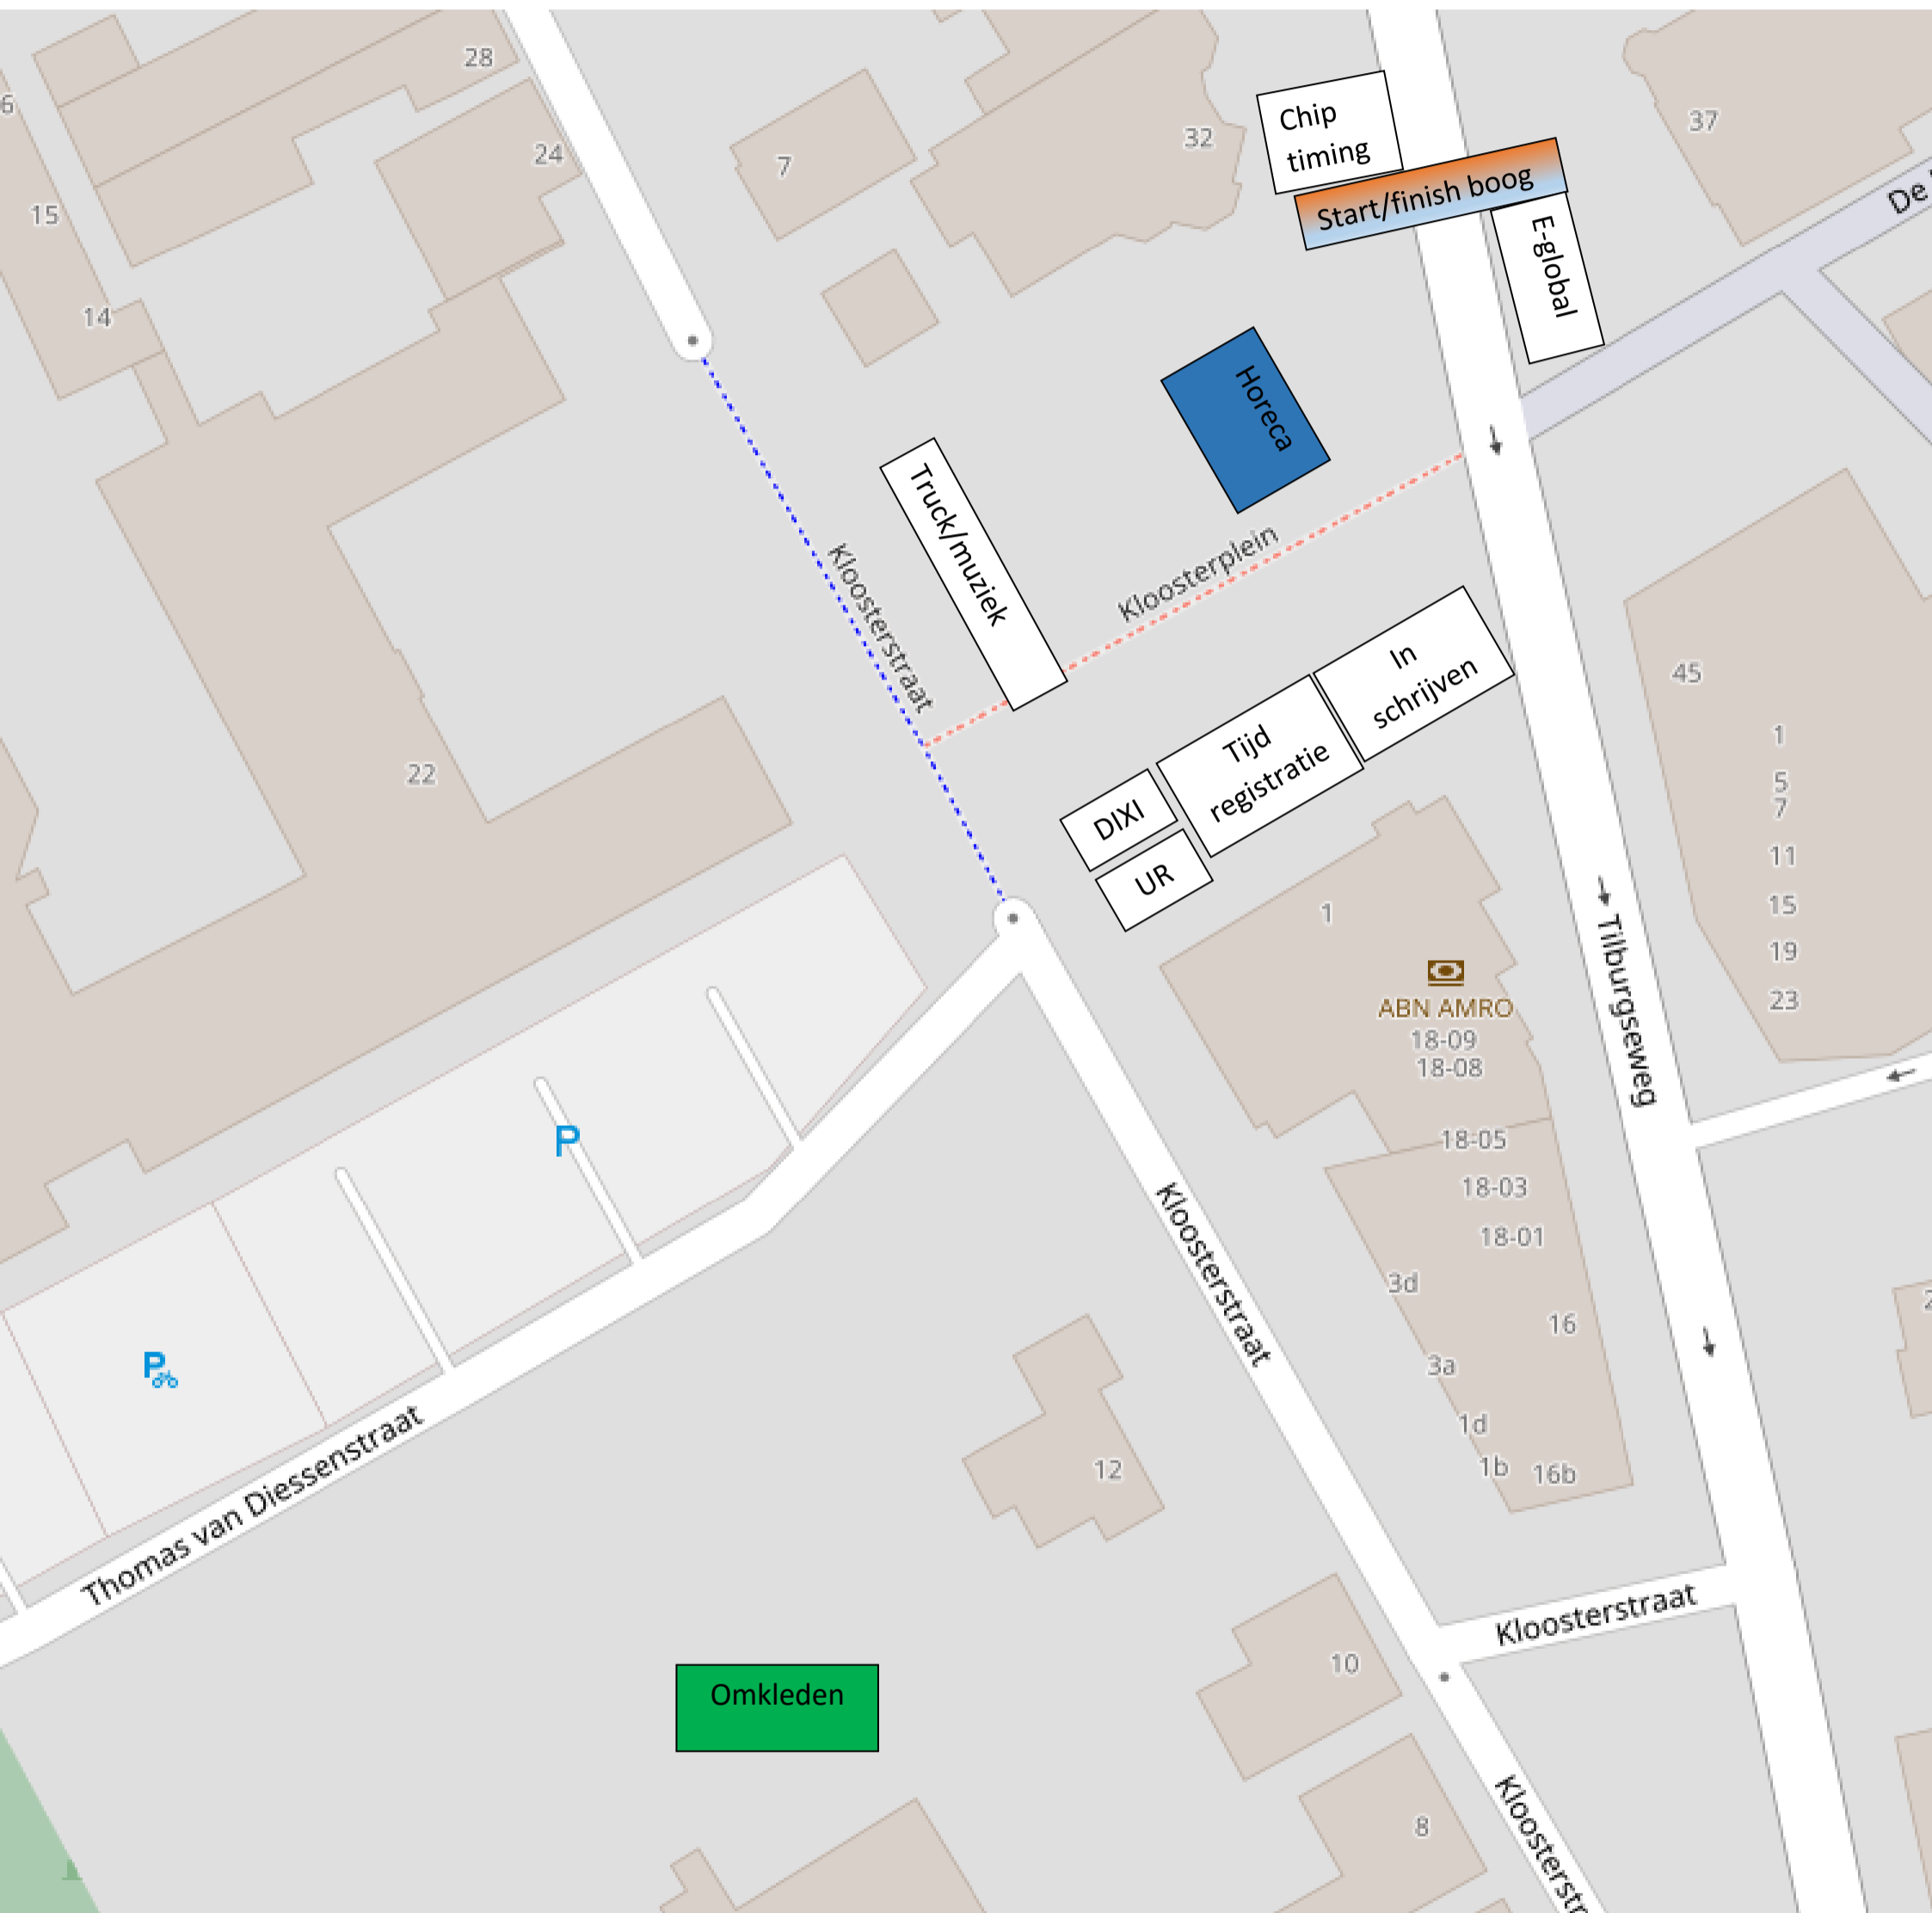 28
6
24
7
32
Chip
timing
37
Start/finish boog
De
15
E-global
14
Horeca
Truck/muziek
Kloosterstraat
Kloosterplein
In
schrijven
45
Tijd
registratie
1
5
7
22
DIXI
UR
11
15
19
23
1
ABN AMRO
18-09
18-08
Tilburgseweg
18-05
18-03
18-01
P
Kloosterstraat
3d
16
P
3a
1d
1b
16b
12
2
Thomas van Diessenstraat
Kloosterstraat
10
Omkleden
8
Kloosterstr